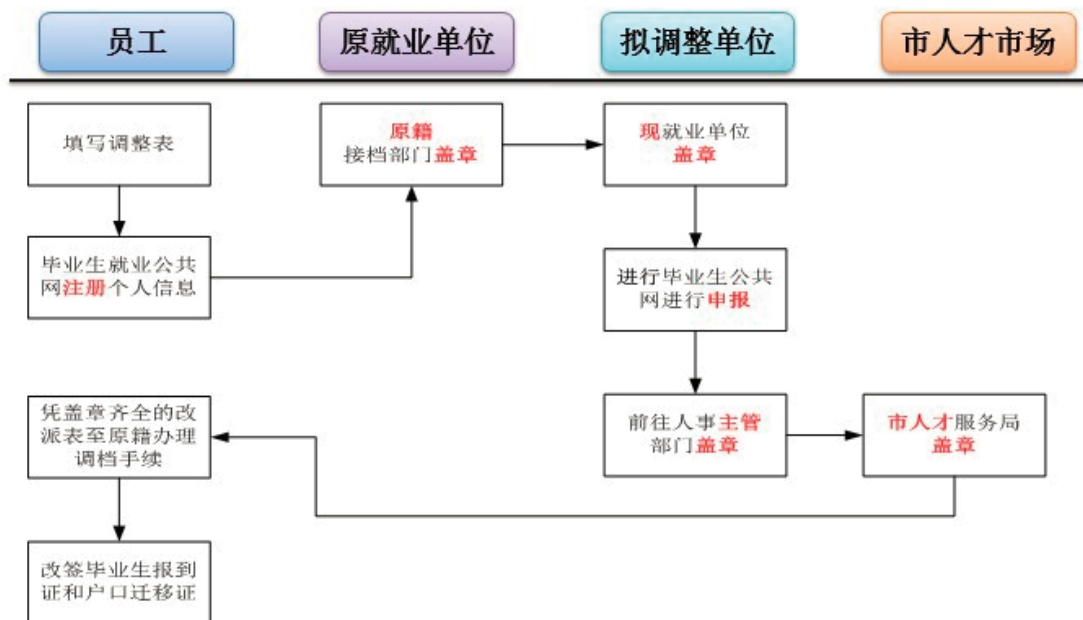 员工
原就业单位
拟调整单位
市人才市场
填写调整表
原籍
接档部门盖章
现就业单位
盖章
毕业生就业公共
网注册个人信息
进行毕业生公共
网进行申报
凭盖章齐全的改
派表至原籍办理
调档手续
前往人事主管
部门盖章
市人才服务局
盖章
改签毕业生报到
证和户口迁移证